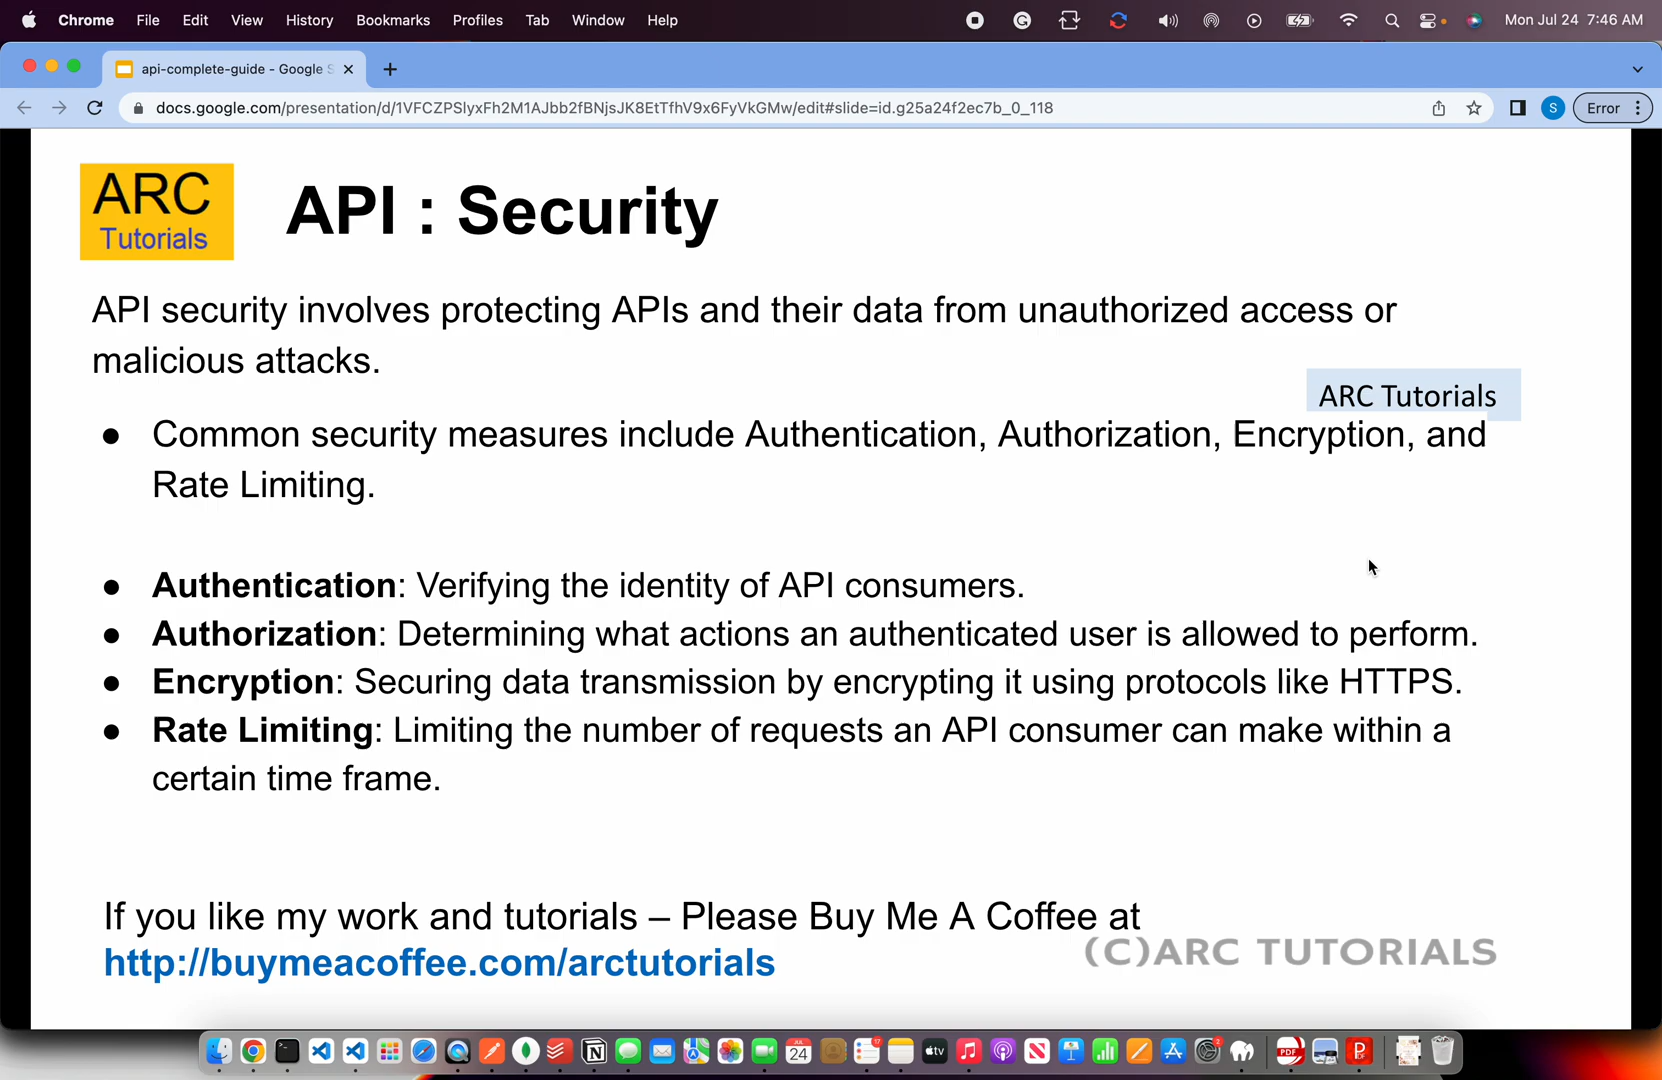 Chrome File Edit View History Bookmarks Profiles Tab Window Help Mon Jul 24 7:46 AM
api-complete-guide - Google S
docs.google.com/presentation/d/1VFCZPSlyxFh2M1AJbb2fBNjsJK8EtTfhV9x6FyVkGMw/edit#slide=id.g25a24f2ec7b_0_118 S Error
ARC
Tutorials
API : Security
API security involves protecting APIs and their data from unauthorized access or
malicious attacks.
ARC Tutorials
● Common security measures include Authentication, Authorization, Encryption, and
Rate Limiting.
● Authentication: Verifying the identity of API consumers.
● Authorization: Determining what actions an authenticated user is allowed to perform.
● Encryption: Securing data transmission by encrypting it using protocols like HTTPS.
● Rate Limiting: Limiting the number of requests an API consumer can make within a
certain time frame.
If you like my work and tutorials – Please Buy Me A Coffee at
http://buymeacoffee.com/arctutorials
(C)ARC TUTORIALS
JUL
24
17
tv
2
PDF